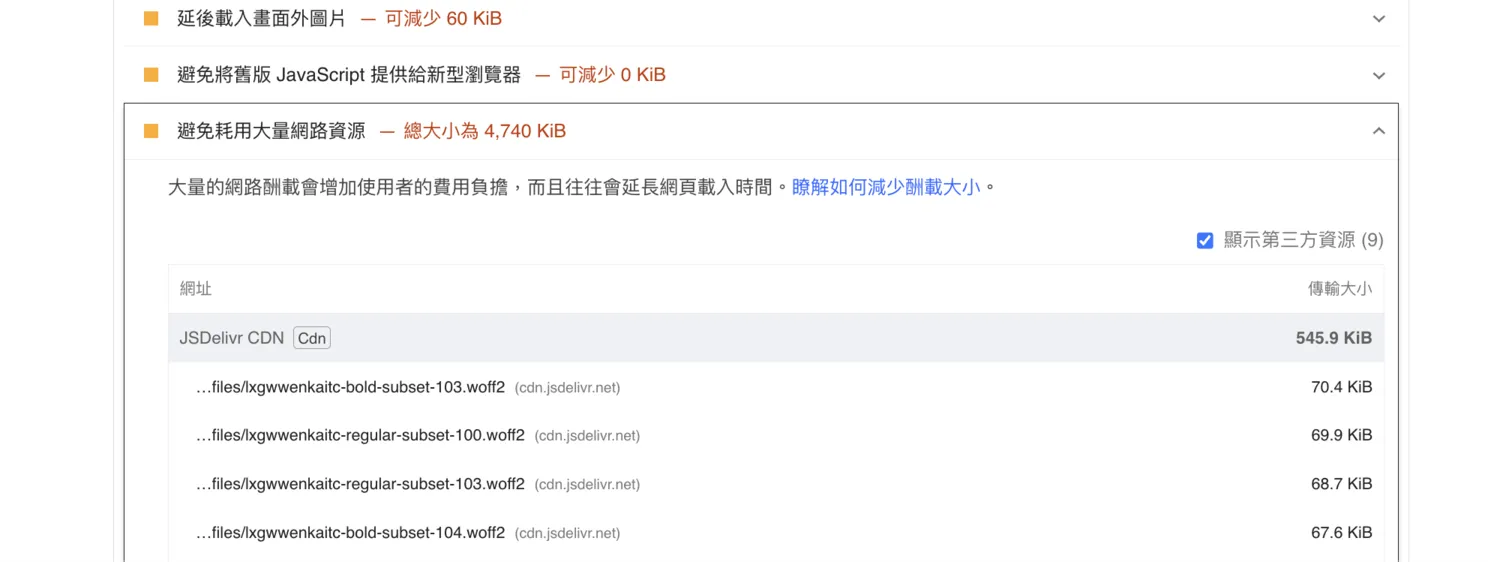 延後載入畫面外圖片 — 可減少 60 KiB
避免將舊版 JavaScript 提供給新型瀏覽器 — 可減少 0 KiB
避免耗用大量網路資源 — 總大小為 4,740 KiB
大量的網路酬載會增加使用者的費用負擔，而且往往會延長網頁載入時間。瞭解如何減少酬載大小。
顯示第三方資源 (9)
網址 傳輸大小
JSDelivr CDN Cdn 545.9 KiB
…files/lxgwwenkaitc-bold-subset-103.woff2 (cdn.jsdelivr.net) 70.4 KiB
…files/lxgwwenkaitc-regular-subset-100.woff2 (cdn.jsdelivr.net) 69.9 KiB
…files/lxgwwenkaitc-regular-subset-103.woff2 (cdn.jsdelivr.net) 68.7 KiB
…files/lxgwwenkaitc-bold-subset-104.woff2 (cdn.jsdelivr.net) 67.6 KiB